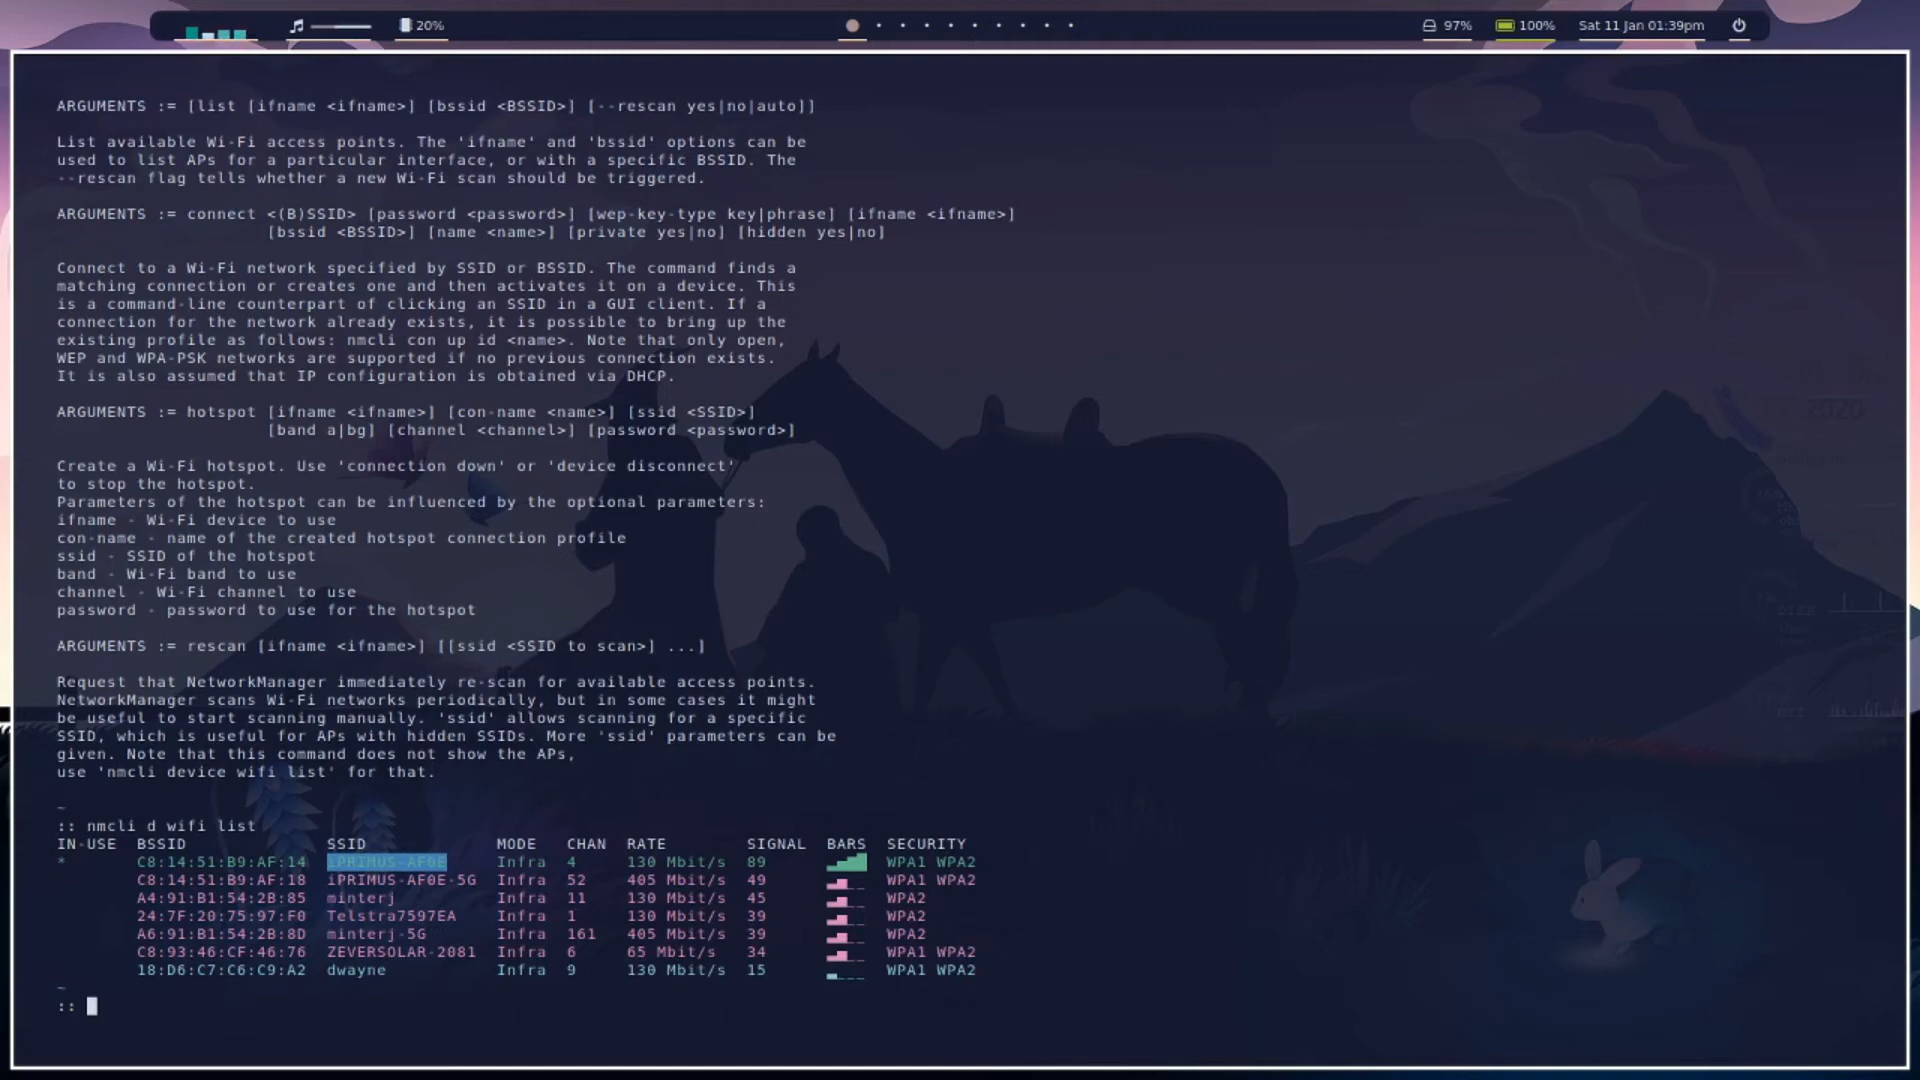 20%
97%
100%
Sat 11 Jan 01:39pm
ARGUMENTS := [list [ifname <ifname>] [bssid <BSSID>] [--rescan yes|no|auto]]
List available Wi-Fi access points. The 'ifname' and 'bssid' options can be
used to list APs for a particular interface, or with a specific BSSID. The
--rescan flag tells whether a new Wi-Fi scan should be triggered.
ARGUMENTS := connect <(B)SSID> [password <password>] [wep-key-type key|phrase] [ifname <ifname>]
[bssid <BSSID>] [name <name>] [private yes|no] [hidden yes|no]
Connect to a Wi-Fi network specified by SSID or BSSID. The command finds a
matching connection or creates one and then activates it on a device. This
is a command-line counterpart of clicking an SSID in a GUI client. If a
connection for the network already exists, it is possible to bring up the
existing profile as follows: nmcli con up id <name>. Note that only open,
WEP and WPA-PSK networks are supported if no previous connection exists.
It is also assumed that IP configuration is obtained via DHCP.
ARGUMENTS := hotspot [ifname <ifname>] [con-name <name>] [ssid <SSID>]
[band a|bg] [channel <channel>] [password <password>]
Create a Wi-Fi hotspot. Use 'connection down' or 'device disconnect'
to stop the hotspot.
Parameters of the hotspot can be influenced by the optional parameters:
ifname - Wi-Fi device to use
con-name - name of the created hotspot connection profile
ssid - SSID of the hotspot
band - Wi-Fi band to use
channel - Wi-Fi channel to use
password - password to use for the hotspot
ARGUMENTS := rescan [ifname <ifname>] [[ssid <SSID to scan>] ...]
Request that NetworkManager immediately re-scan for available access points.
NetworkManager scans Wi-Fi networks periodically, but in some cases it might
be useful to start scanning manually. 'ssid' allows scanning for a specific
SSID, which is useful for APs with hidden SSIDs. More 'ssid' parameters can be
given. Note that this command does not show the APs,
use 'nmcli device wifi list' for that.
~
:: nmcli d wifi list
IN-USE BSSID SSID MODE CHAN RATE SIGNAL BARS SECURITY
* C8:14:51:B9:AF:14 iPRIMUS-AF0E Infra 4 130 Mbit/s 89 WPA1 WPA2
C8:14:51:B9:AF:18 iPRIMUS-AF0E-5G Infra 52 405 Mbit/s 49 WPA1 WPA2
A4:91:B1:54:2B:85 minterj Infra 11 130 Mbit/s 45 WPA2
24:7F:20:75:97:F0 Telstra7597EA Infra 1 130 Mbit/s 39 WPA2
A6:91:B1:54:2B:8D minterj-5G Infra 161 405 Mbit/s 39 WPA2
C8:93:46:CF:46:76 ZEVERSOLAR-2081 Infra 6 65 Mbit/s 34 WPA1 WPA2
18:D6:C7:C6:C9:A2 dwayne Infra 9 130 Mbit/s 15 WPA1 WPA2
~
::
2020